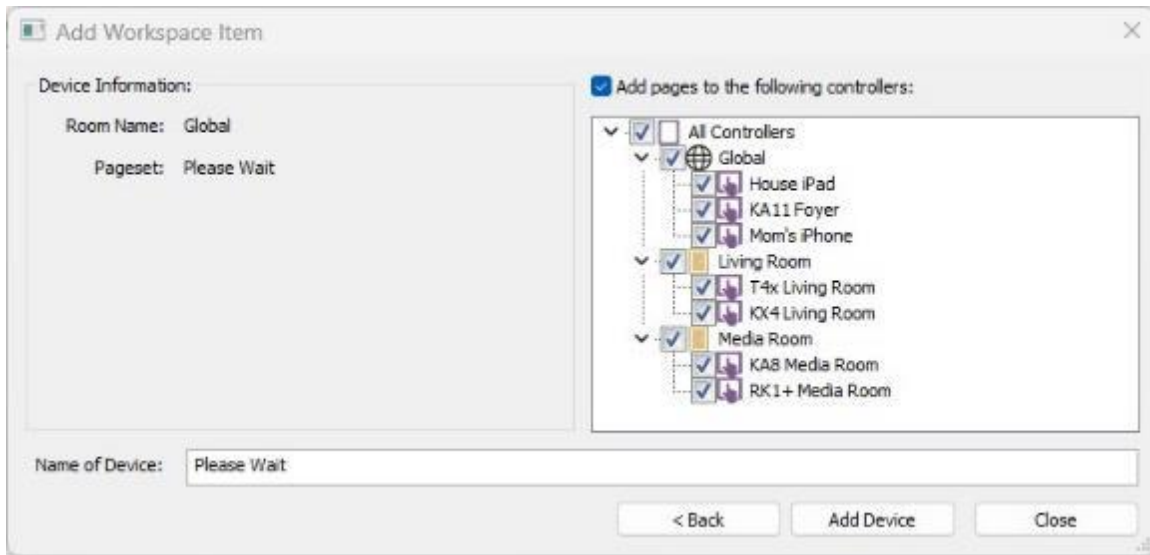 Add Workspace Item
Device Information:
Room Name: Global
Pageset: Please Wait
Add pages to the following controllers:
All Controllers
Global
House iPad
KA11 Foyer
Mom's iPhone
Living Room
T4x Living Room
KX4 Living Room
Media Room
KA8 Media Room
RK1+ Media Room
Name of Device: Please Wait
< Back Add Device Close